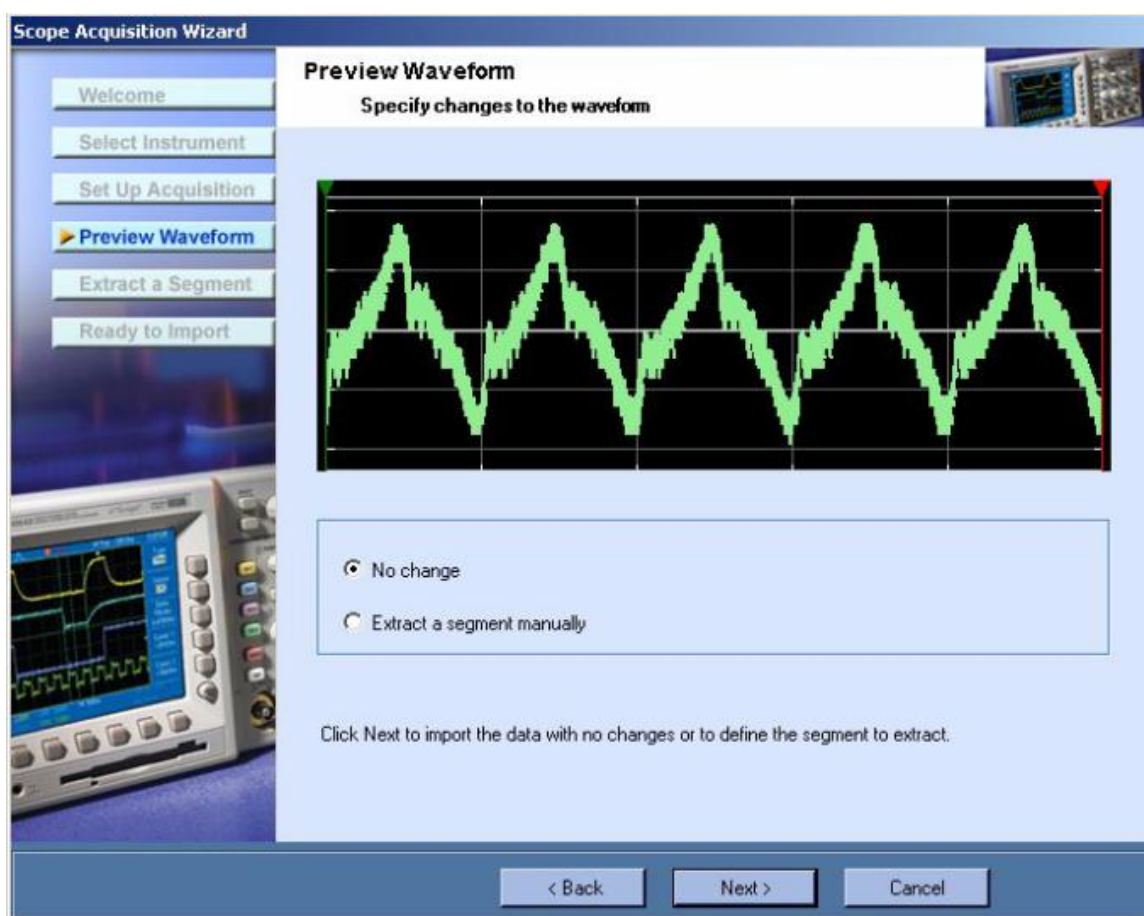 Scope Acquisition Wizard
Welcome
Select Instrument
Set Up Acquisition
Preview Waveform
Extract a Segment
Ready to Import
Preview Waveform
Specify changes to the waveform
No change
Extract a segment manually
Click Next to import the data with no changes or to define the segment to extract.
< Back
Next >
Cancel